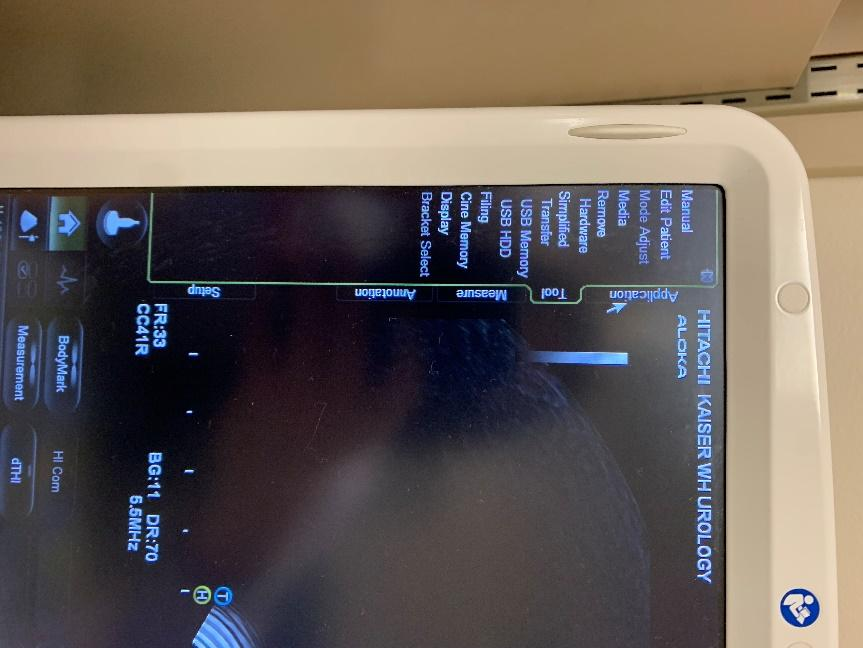 HITACHI KAISER WH UROLOGY
ALOKA
Manual
Edit Patient
Mode Adjust
Media
Remove
Hardware
Simplified
Transfer
USB Memory
USB HDD
Filing
Cine Memory
Display
Bracket Select
Application
Tool
Measure
Annotation
Setup
FR:33
CC41R
BG:11 DR:70
5.5MHz
T
H
BodyMark
HI Com
Measurement
dTHI